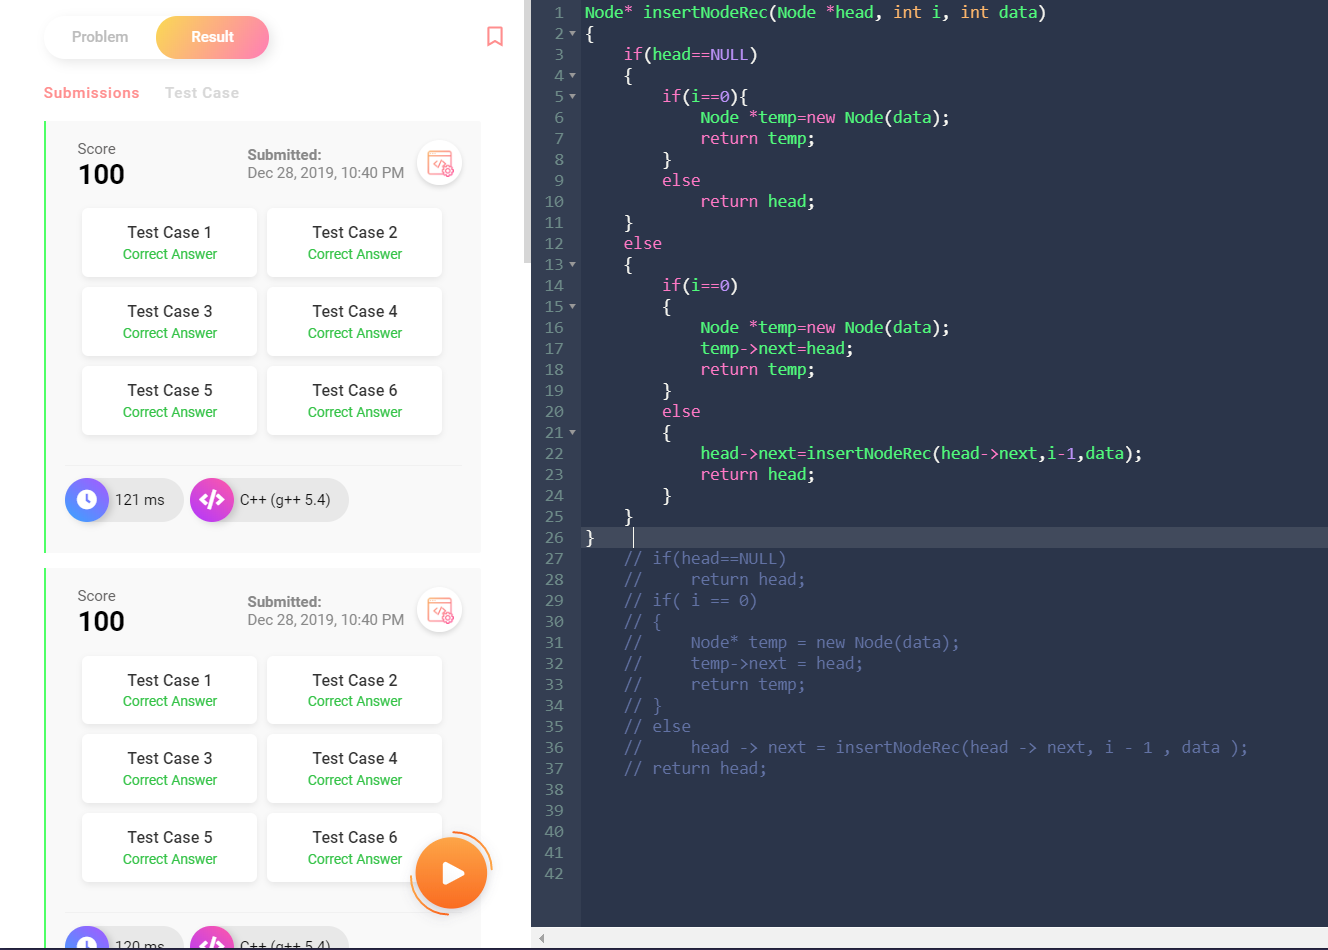 Problem
Result
Submissions
Test Case
Score
100
Submitted:
Dec 28, 2019, 10:40 PM
Test Case 1
Correct Answer
Test Case 2
Correct Answer
Test Case 3
Correct Answer
Test Case 4
Correct Answer
Test Case 5
Correct Answer
Test Case 6
Correct Answer
121 ms
C++ (g++ 5.4)
Score
100
Submitted:
Dec 28, 2019, 10:40 PM
Test Case 1
Correct Answer
Test Case 2
Correct Answer
Test Case 3
Correct Answer
Test Case 4
Correct Answer
Test Case 5
Correct Answer
Test Case 6
Correct Answer
120 ms
C++ (g++ 5.4)
1 Node* insertNodeRec(Node *head, int i, int data)
2 {
3     if(head==NULL)
4     {
5         if(i==0){
6             Node *temp=new Node(data);
7             return temp;
8         }
9         else
10             return head;
11     }
12     else
13     {
14         if(i==0)
15         {
16             Node *temp=new Node(data);
17             temp->next=head;
18             return temp;
19         }
20         else
21         {
22             head->next=insertNodeRec(head->next,i-1,data);
23             return head;
24         }
25     }
26 }
27     // if(head==NULL)
28     //     return head;
29     // if( i == 0)
30     // {
31     //     Node* temp = new Node(data);
32     //     temp->next = head;
33     //     return temp;
34     // }
35     // else
36     //     head -> next = insertNodeRec(head -> next, i - 1 , data );
37     // return head;
38
39
40
41
42